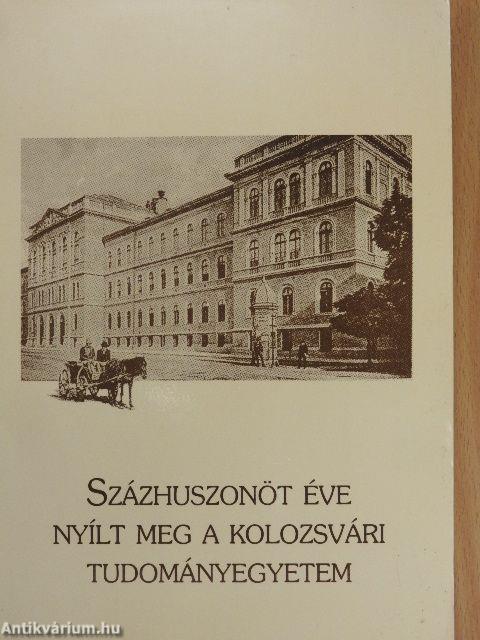 SZÁZHUSZONÖT ÉVE
NYÍLT MEG A KOLOZSVÁRI
TUDOMÁNYEGYETEM
Antikvárium.hu